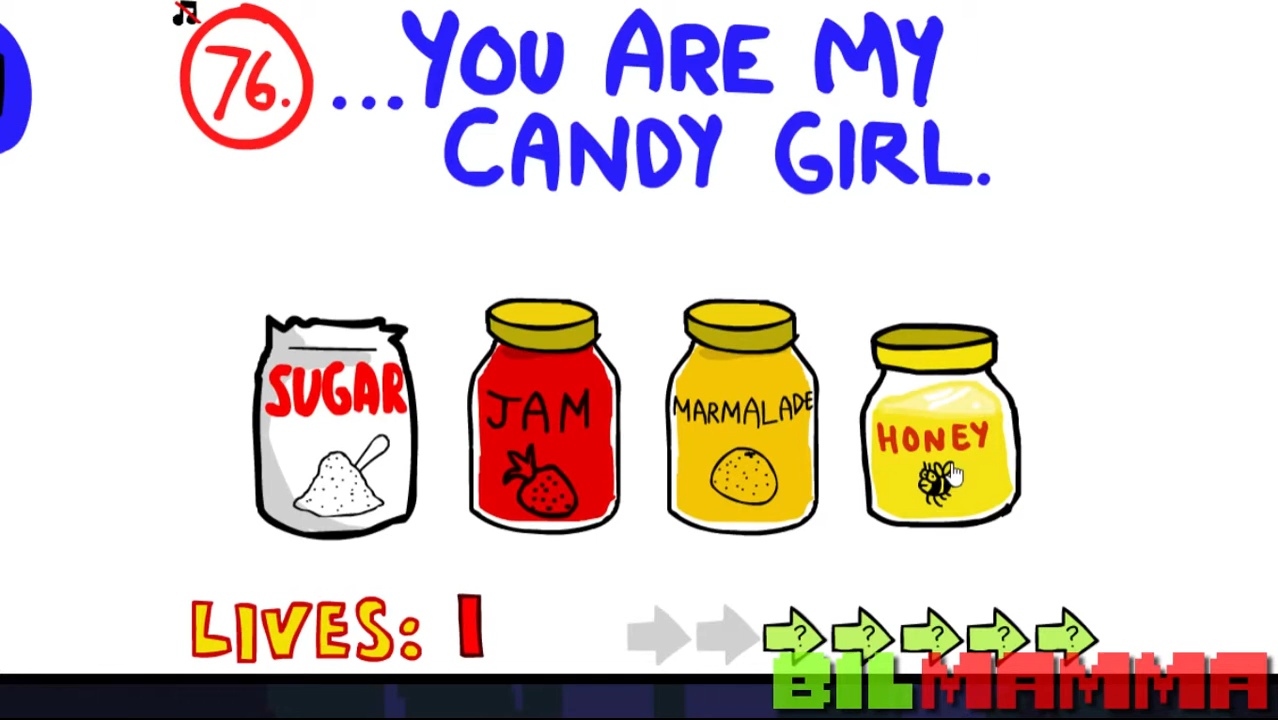 76.
...YOU ARE MY
CANDY GIRL.
SUGAR
JAM
MARMALADE
HONEY
LIVES: 1
? ? ? ? ?
BILMAMMA